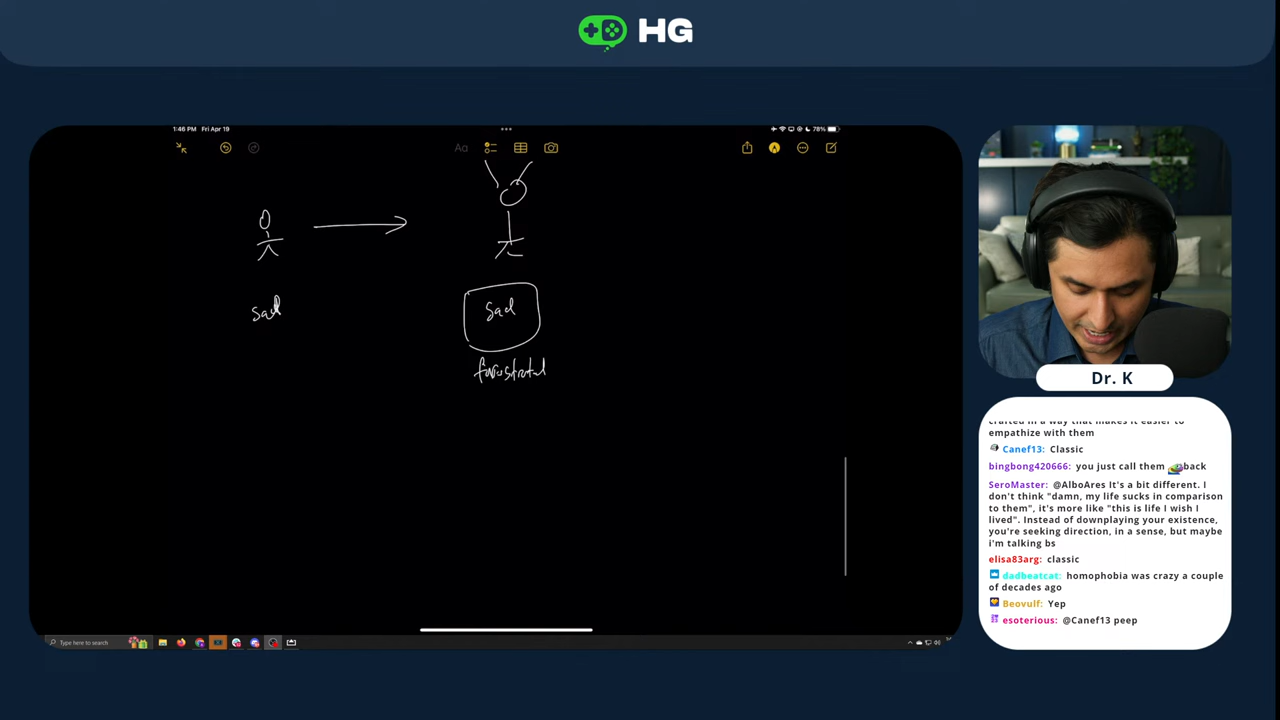 HG
1:46 PM Fri Apr 19
78%
Aa
sad
sad
Dr. K
crafted in a way that makes it easier to
empathize with them
Canef13: Classic
bingbong420666: you just call them back
SeroMaster: @AlboAres It's a bit different. I
don't think "damn, my life sucks in comparison
to them", it's more like "this is life I wish I
lived". Instead of downplaying your existence,
you're seeking direction, in a sense, but maybe
i'm talking bs
elisa83arg: classic
dadbeatcat: homophobia was crazy a couple
of decades ago
Beovulf: Yep
esoterious: @Canef13 peep
Type here to search